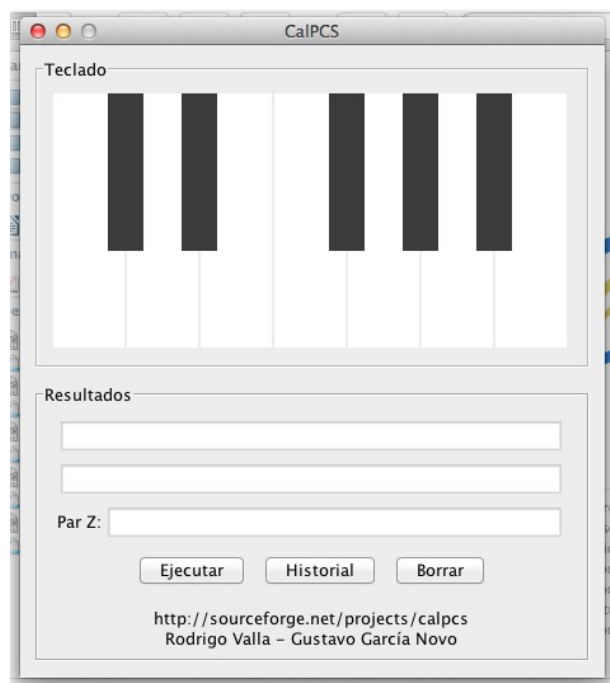 CalPCS
Teclado
Resultados
Par Z:
Ejecutar Historial Borrar
http://sourceforge.net/projects/calpcs
Rodrigo Valla – Gustavo García Novo